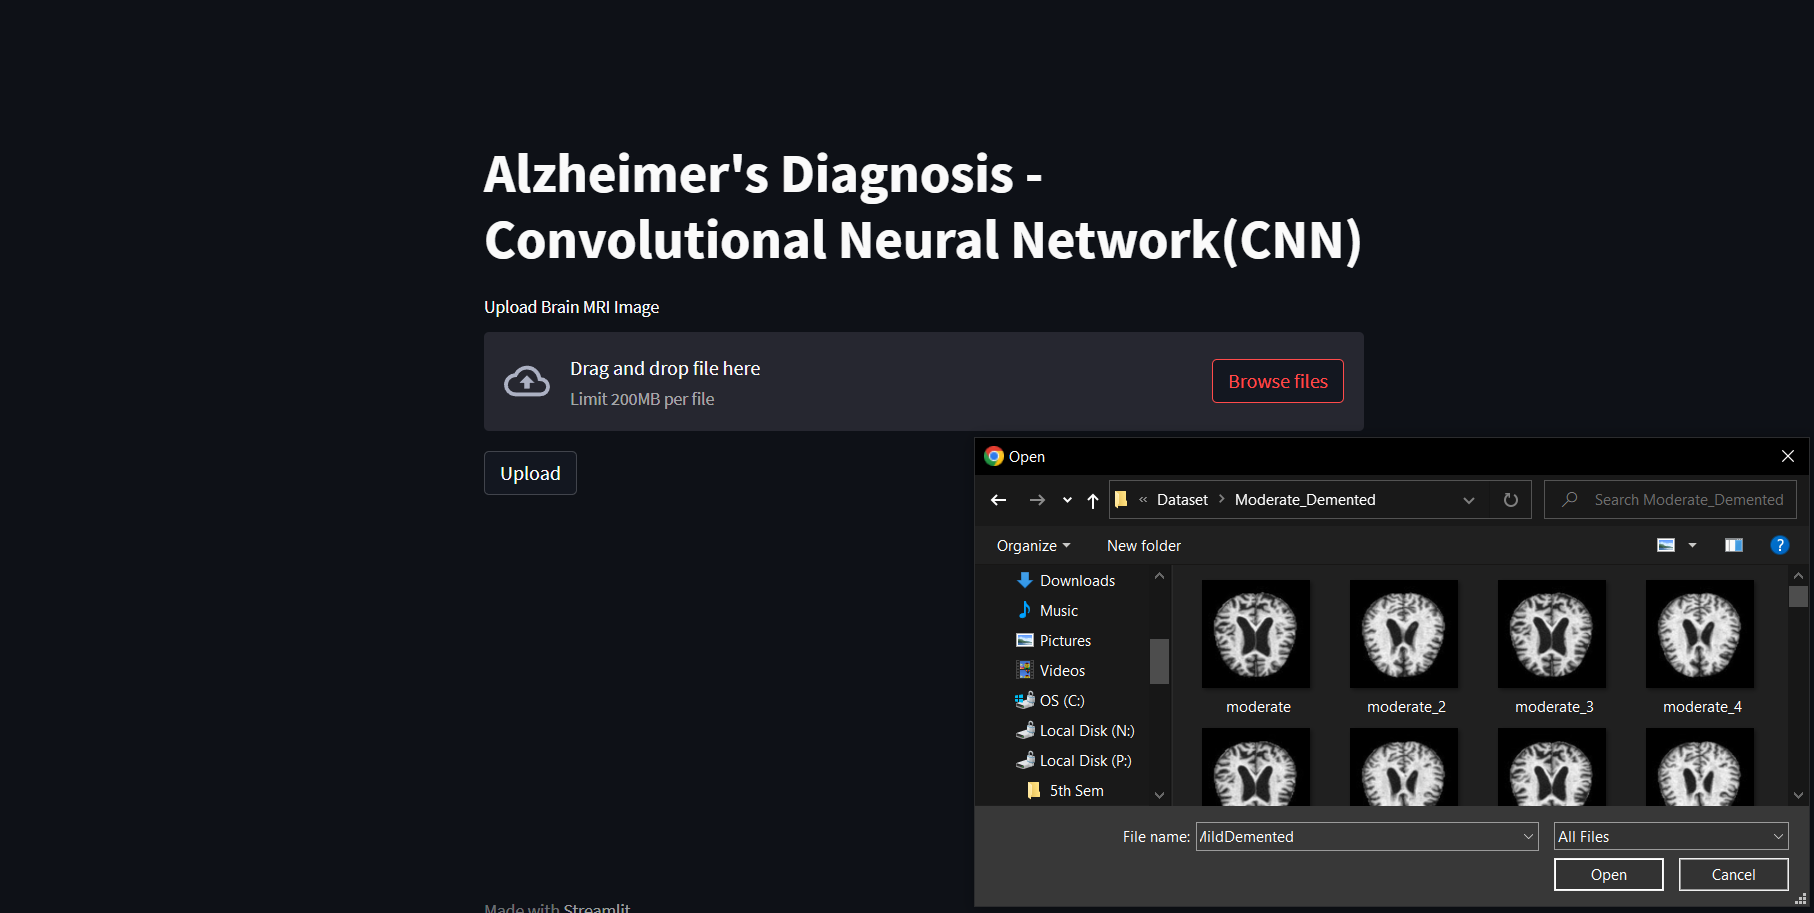 Alzheimer's Diagnosis -
Convolutional Neural Network(CNN)
Upload Brain MRI Image
Drag and drop file here
Limit 200MB per file
Browse files
Upload
Open
« Dataset > Moderate_Demented
Search Moderate_Demented
Organize
New folder
Downloads
Music
Pictures
Videos
OS (C:)
Local Disk (N:)
Local Disk (P:)
5th Sem
moderate
moderate_2
moderate_3
moderate_4
File name:
MildDemented
All Files
Open
Cancel
Made with Streamlit